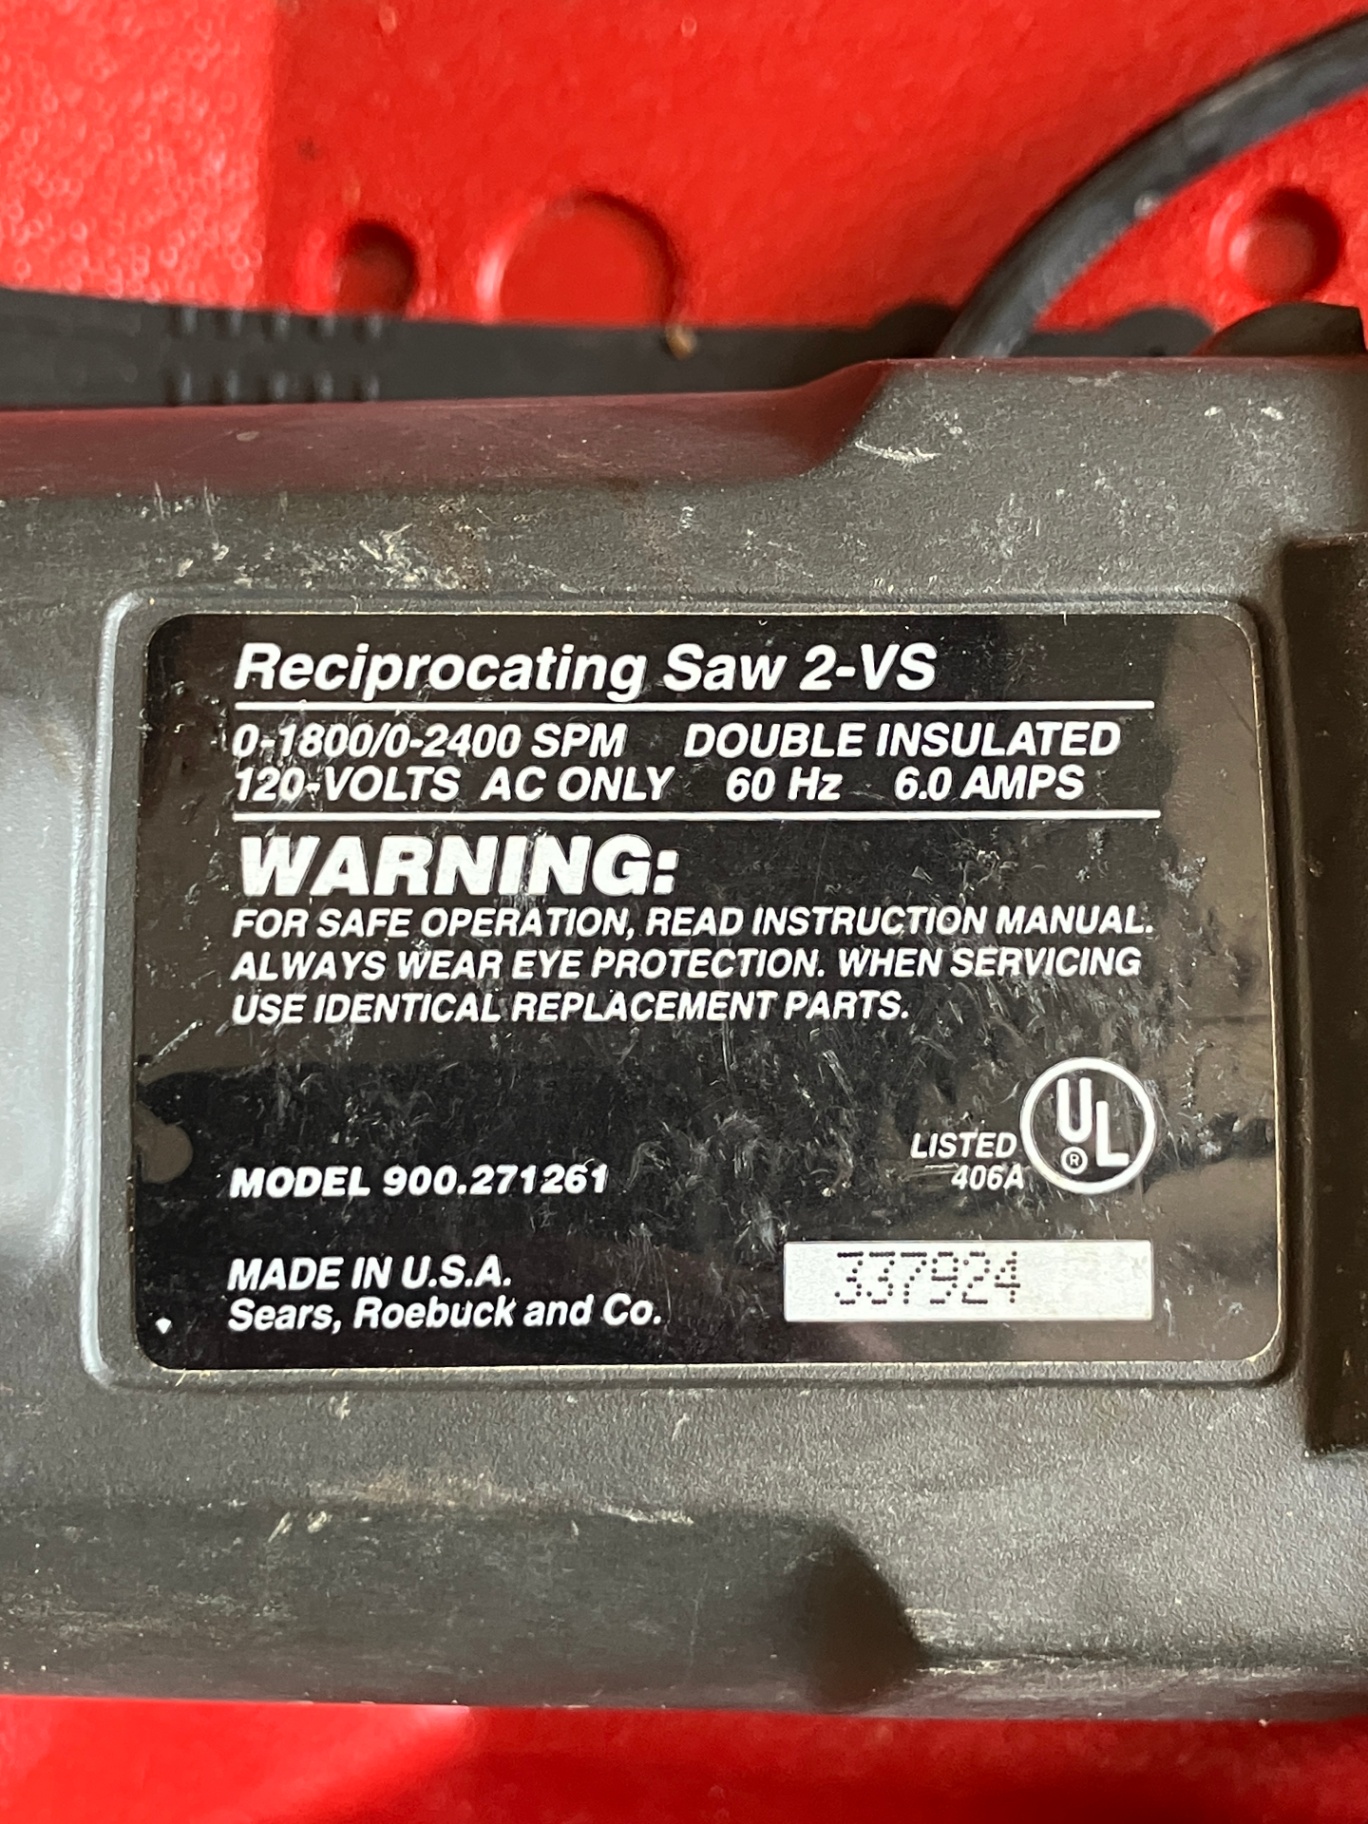 Reciprocating Saw 2-VS
0-1800/0-2400 SPM DOUBLE INSULATED
120-VOLTS AC ONLY 60 Hz 6.0 AMPS
WARNING:
FOR SAFE OPERATION, READ INSTRUCTION MANUAL.
ALWAYS WEAR EYE PROTECTION. WHEN SERVICING
USE IDENTICAL REPLACEMENT PARTS.
LISTED
406A
UL
®
MODEL 900.271261
MADE IN U.S.A.
Sears, Roebuck and Co.
337924